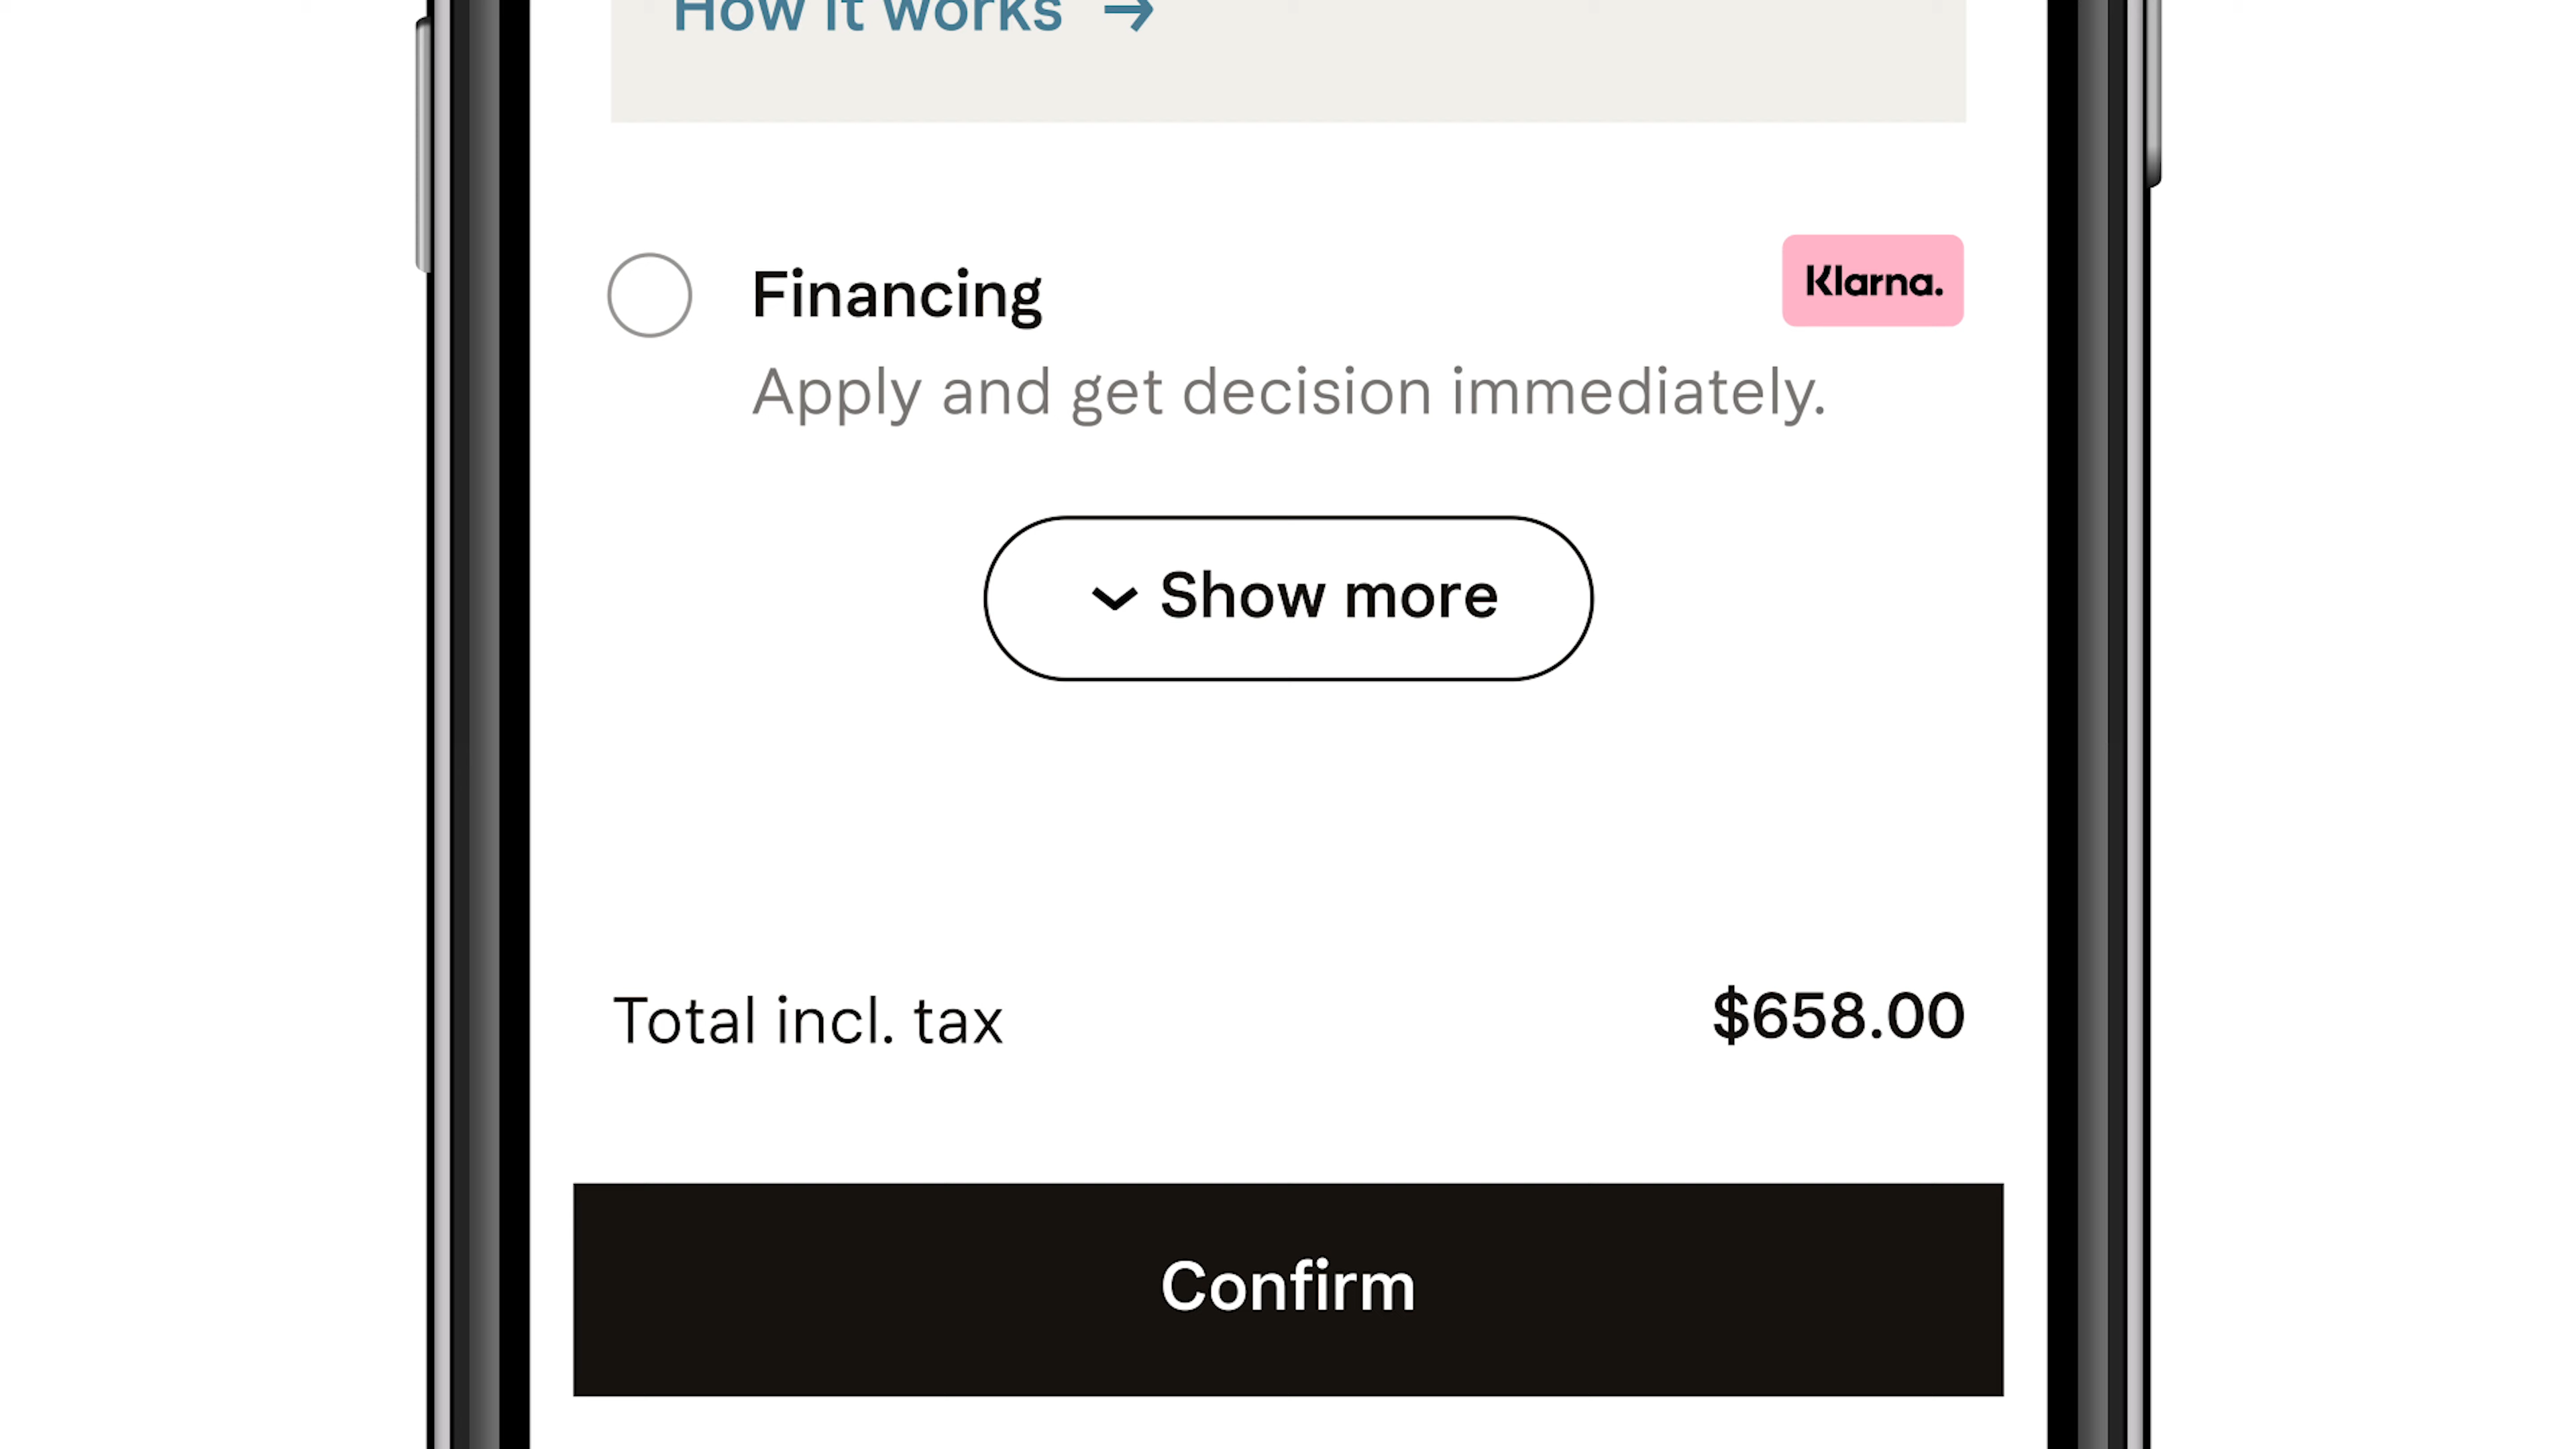 How it works →
Financing
Klarna.
Apply and get decision immediately.
Show more
Total incl. tax
$658.00
Confirm